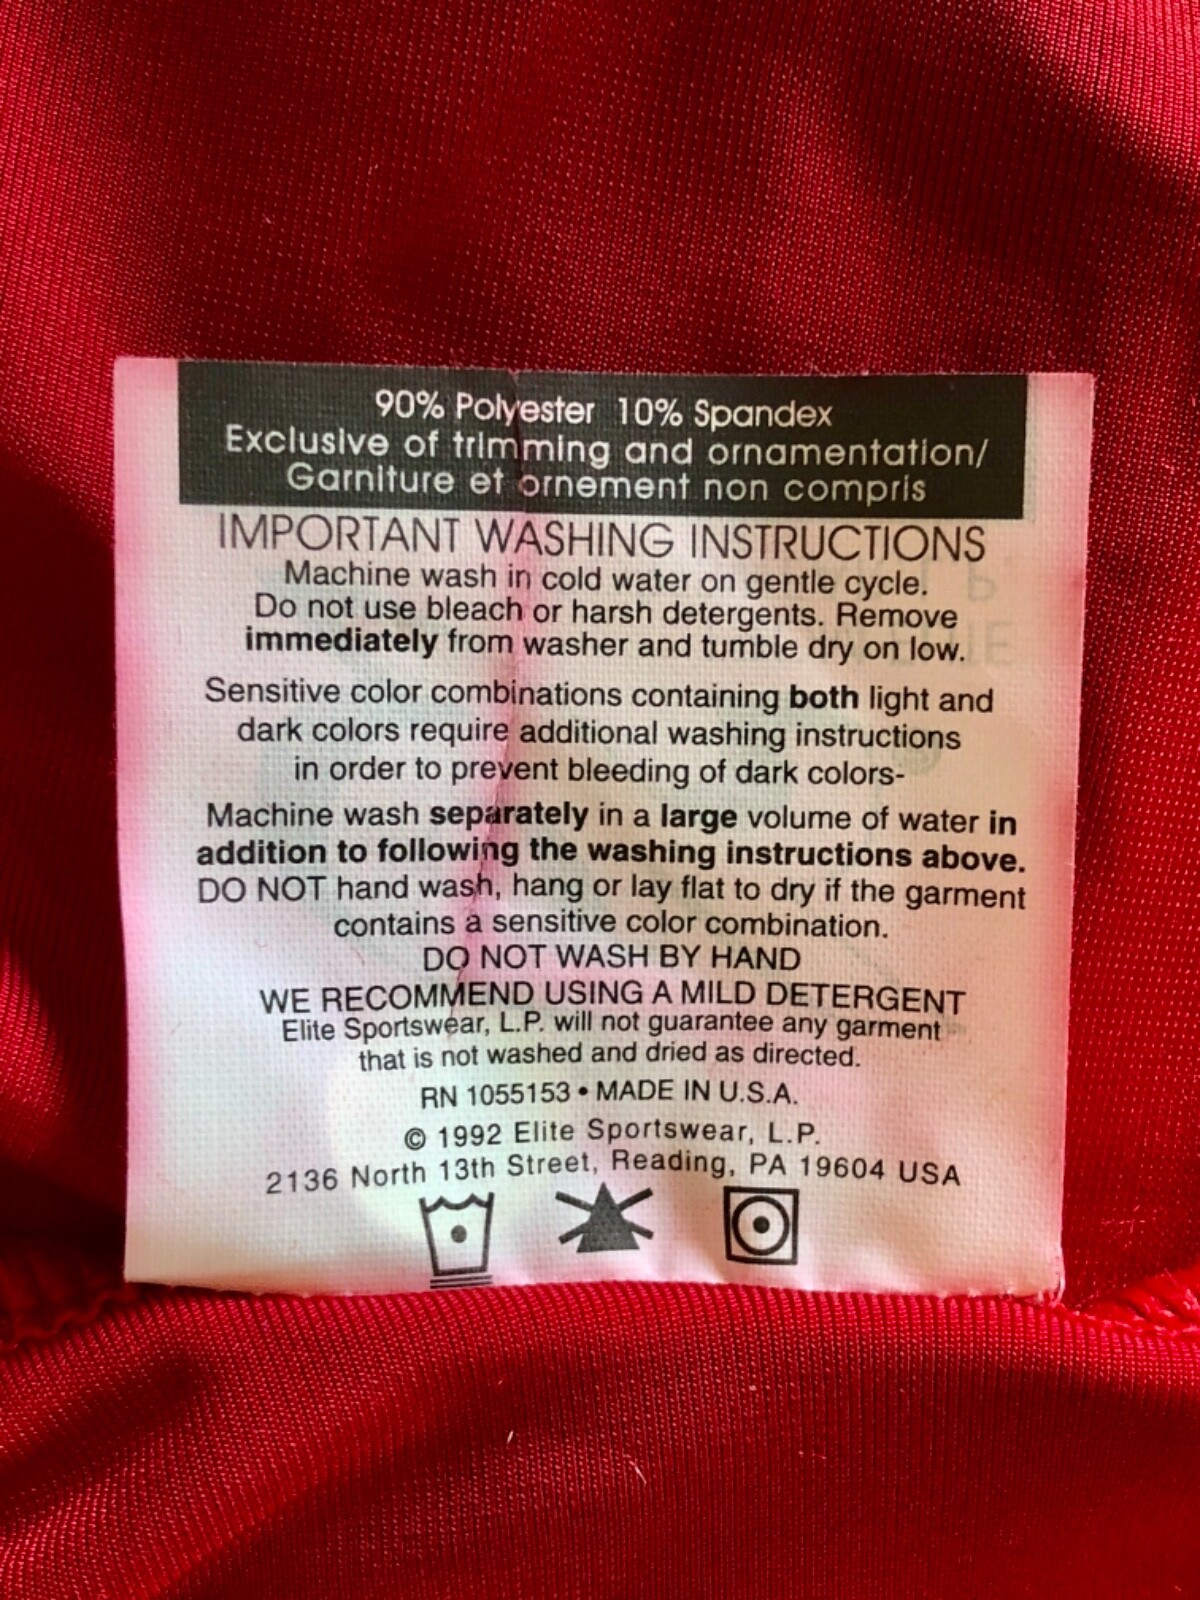 90% Polyester 10% Spandex
Exclusive of trimming and ornamentation/
Garniture et ornement non compris
IMPORTANT WASHING INSTRUCTIONS
Machine wash in cold water on gentle cycle.
Do not use bleach or harsh detergents. Remove
immediately from washer and tumble dry on low.
Sensitive color combinations containing both light and
dark colors require additional washing instructions
in order to prevent bleeding of dark colors-
Machine wash separately in a large volume of water in
addition to following the washing instructions above.
DO NOT hand wash, hang or lay flat to dry if the garment
contains a sensitive color combination.
DO NOT WASH BY HAND
WE RECOMMEND USING A MILD DETERGENT
Elite Sportswear, L.P. will not guarantee any garment
that is not washed and dried as directed.
RN 1055153 • MADE IN U.S.A.
© 1992 Elite Sportswear, L.P.
2136 North 13th Street, Reading, PA 19604 USA